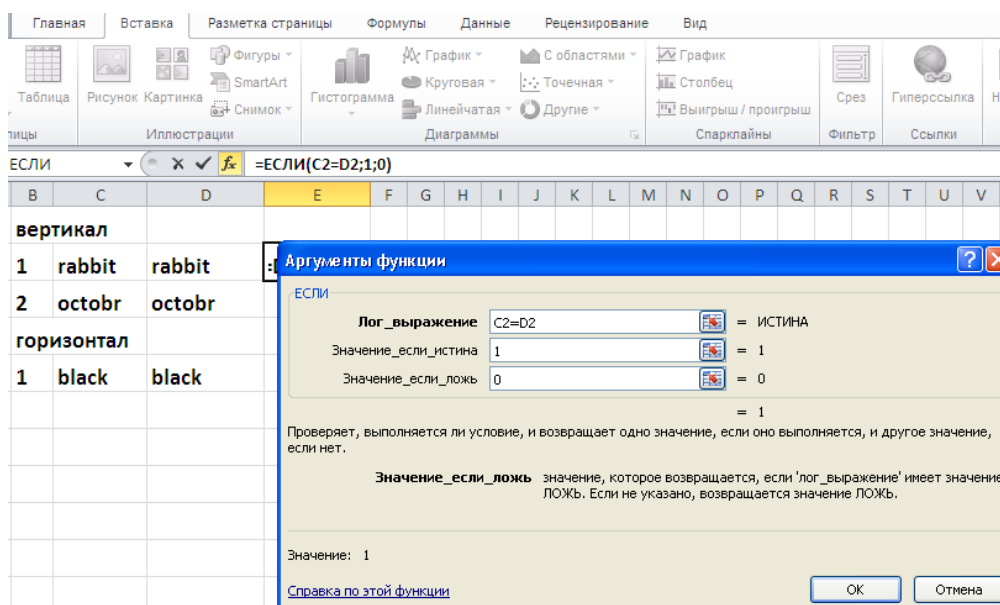 Главная Вставка Разметка страницы Формулы Данные Рецензирование Вид
Фигуры График С областями График
SmartArt Круговая Точечная Столбец
Таблица Рисунок Картинка Снимок Гистограмма Линейчатая Другие Выигрыш / проигрыш Срез Гиперссылка
Иллюстрации Диаграммы Спарклайны Фильтр Ссылки
ЕСЛИ fx =ЕСЛИ(C2=D2;1;0)
B C D E F G H I J K L M N O P Q R S T U V
вертикал
1 rabbit rabbit
2 octobr octobr
горизонтал
1 black black
Аргументы функции
ЕСЛИ
Лог_выражение C2=D2 = ИСТИНА
Значение_если_истина 1 = 1
Значение_если_ложь 0 = 0
= 1
Проверяет, выполняется ли условие, и возвращает одно значение, если оно выполняется, и другое значение,
если нет.
Значение_если_ложь значение, которое возвращается, если 'лог_выражение' имеет значение
ЛОЖЬ. Если не указано, возвращается значение ЛОЖЬ.
Значение: 1
Справка по этой функции OK Отмена